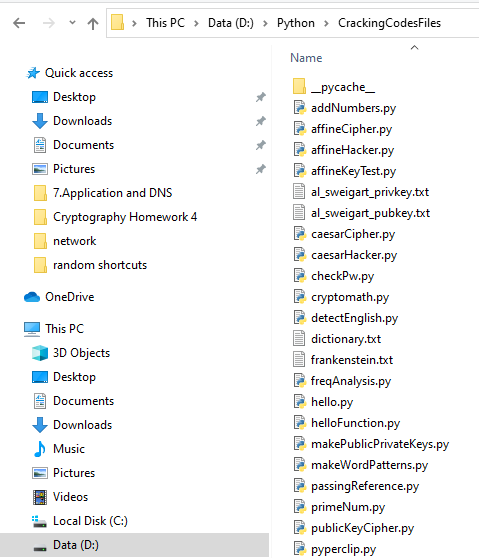 This PC > Data (D:) > Python > CrackingCodesFiles
Quick access
Desktop
Downloads
Documents
Pictures
7.Application and DNS
Cryptography Homework 4
network
random shortcuts
OneDrive
This PC
3D Objects
Desktop
Documents
Downloads
Music
Pictures
Videos
Local Disk (C:)
Data (D:)
Name
__pycache__
addNumbers.py
affineCipher.py
affineHacker.py
affineKeyTest.py
al_sweigart_privkey.txt
al_sweigart_pubkey.txt
caesarCipher.py
caesarHacker.py
checkPw.py
cryptomath.py
detectEnglish.py
dictionary.txt
frankenstein.txt
freqAnalysis.py
hello.py
helloFunction.py
makePublicPrivateKeys.py
makeWordPatterns.py
passingReference.py
primeNum.py
publicKeyCipher.py
pyperclip.py